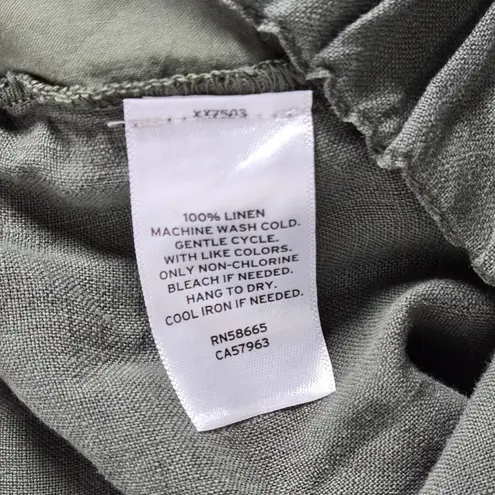 XXZ503
100% LINEN
MACHINE WASH COLD.
GENTLE CYCLE.
WITH LIKE COLORS.
ONLY NON-CHLORINE
BLEACH IF NEEDED.
HANG TO DRY.
COOL IRON IF NEEDED.
RN58665
CA57963